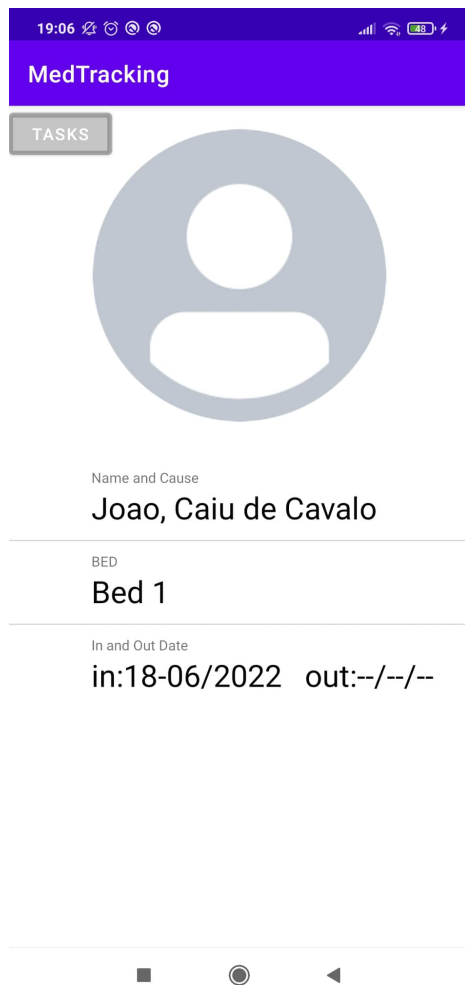 19:06
48
MedTracking
TASKS
Name and Cause
Joao, Caiu de Cavalo
BED
Bed 1
In and Out Date
in:18-06/2022 out:--/--/--